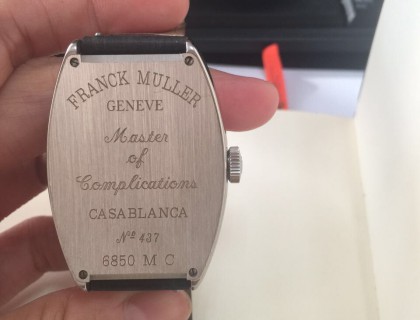 FRANCK MULLER
GENEVE
Master
of
Complications
CASABLANCA
Nº 437
6850 M C